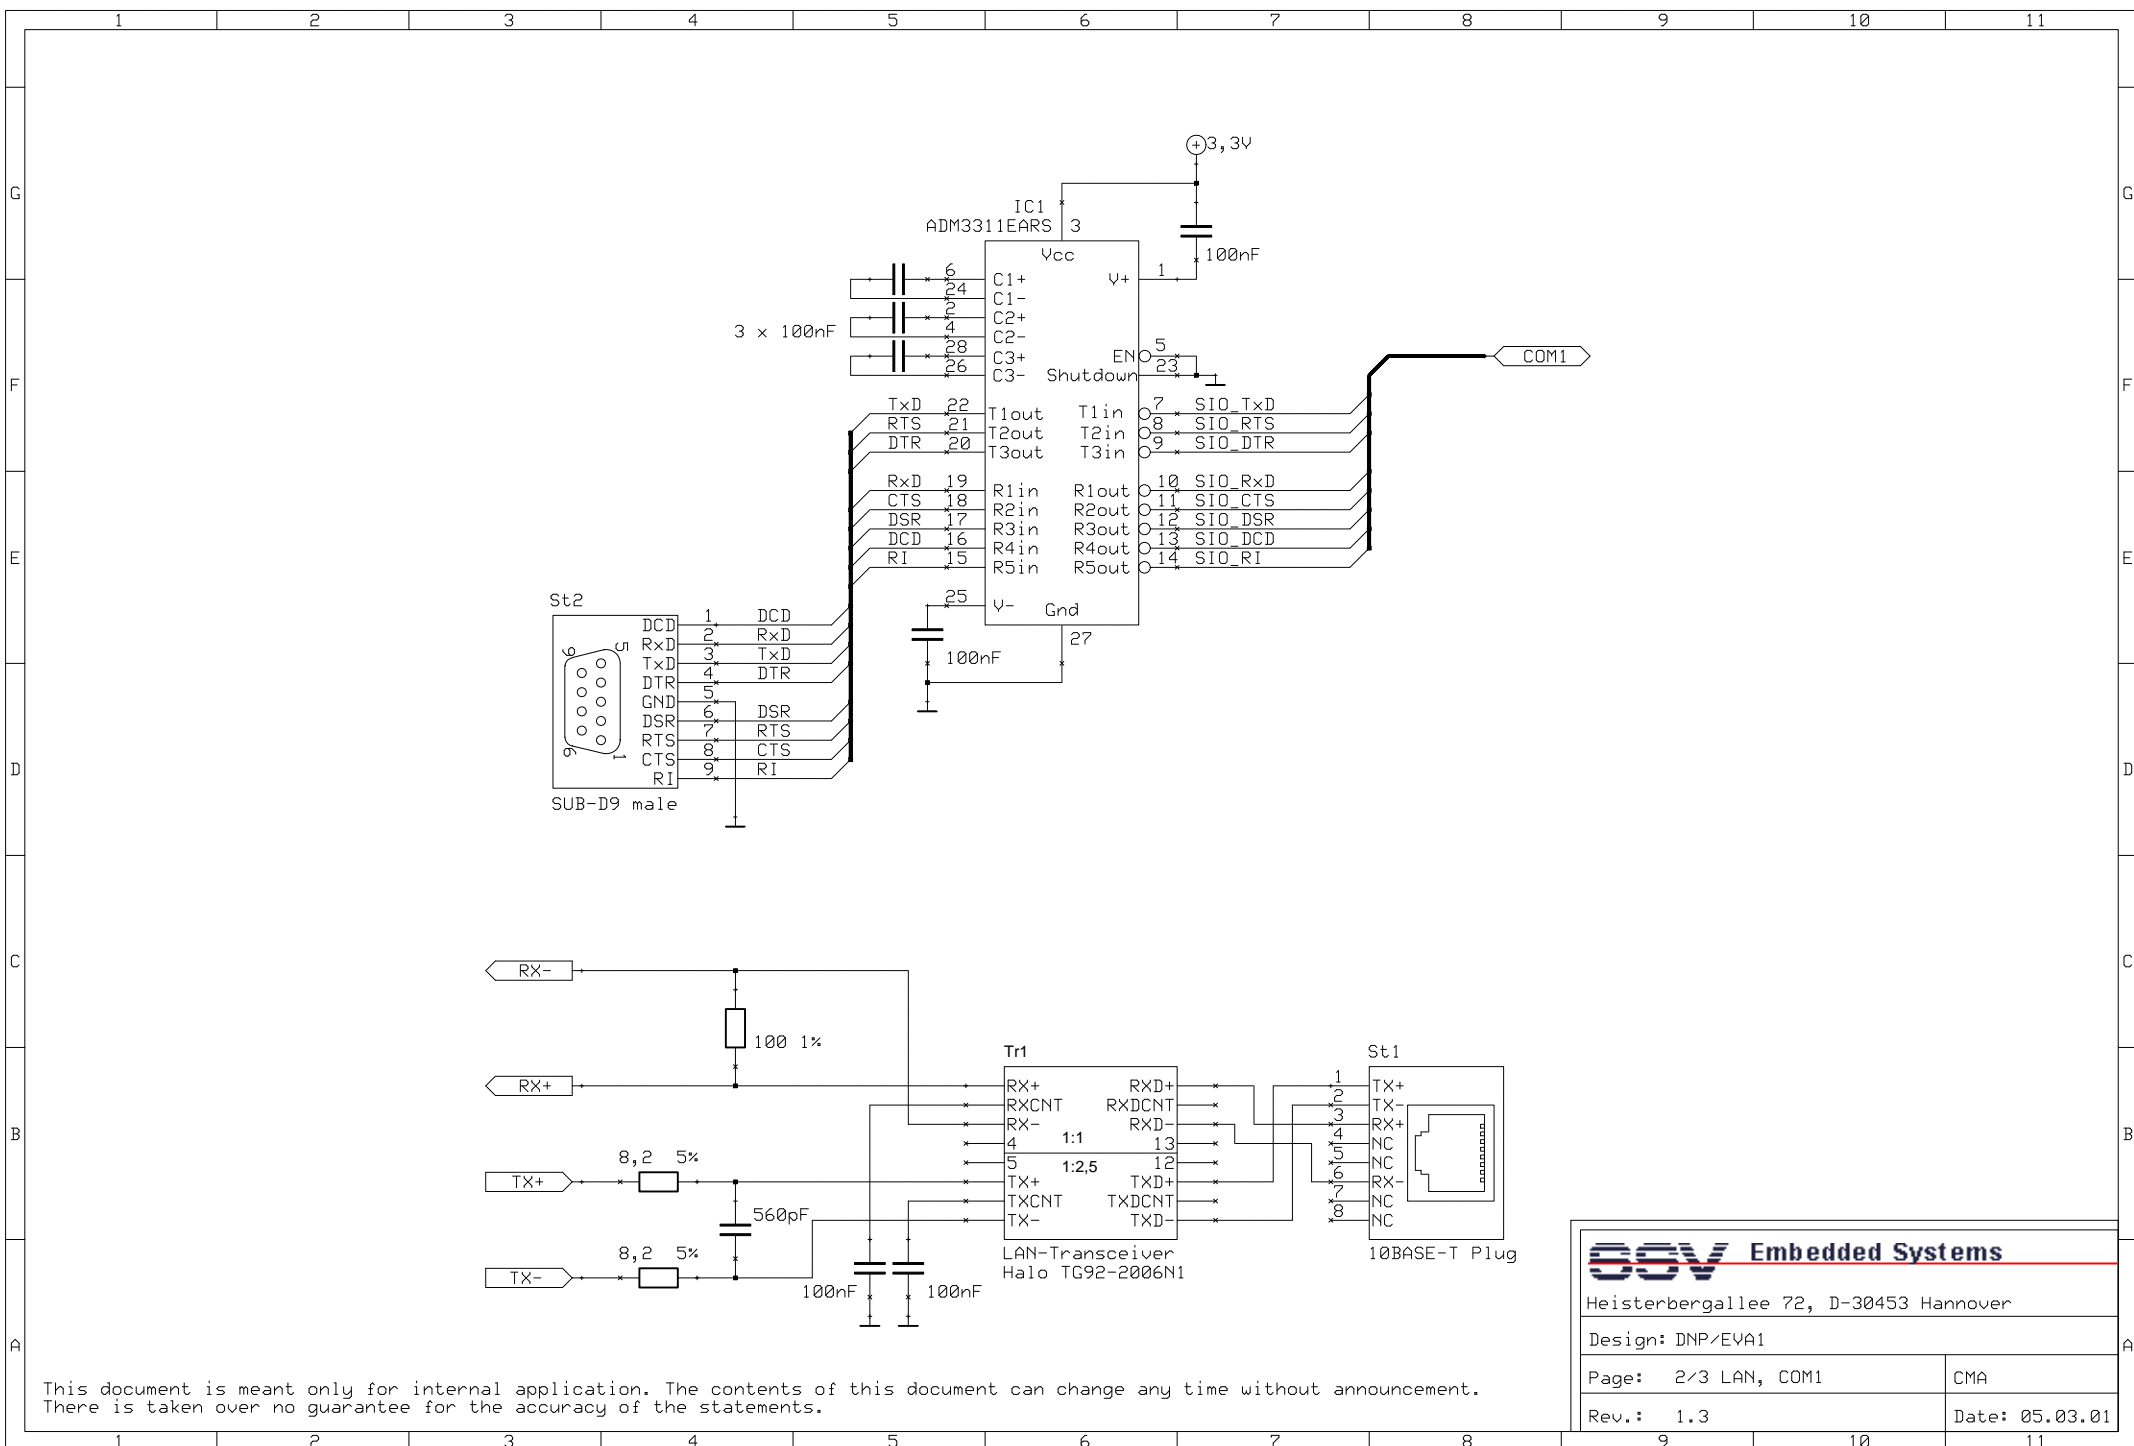 1 2 3 4 5 6 7 8 9 10 11
G G
F F
E E
D D
C C
B B
A A
3,3V
IC1
ADM3311EARS 3
Vcc
100nF
6 C1+ V+ 1
24 C1-
2 C2+
3 x 100nF
4 C2-
28 C3+ EN 5
26 C3- Shutdown 23
COM1
TxD 22 T1out T1in 7 SIO_TxD
RTS 21 T2out T2in 8 SIO_RTS
DTR 20 T3out T3in 9 SIO_DTR
RxD 19 R1in R1out 10 SIO_RxD
CTS 18 R2in R2out 11 SIO_CTS
DSR 17 R3in R3out 12 SIO_DSR
DCD 16 R4in R4out 13 SIO_DCD
RI 15 R5in R5out 14 SIO_RI
25 V- Gnd
27
100nF
St2
DCD 1 DCD
RxD 2 RxD
TxD 3 TxD
DTR 4 DTR
GND 5
DSR 6 DSR
RTS 7 RTS
CTS 8 CTS
RI 9 RI
9 5
6 1
SUB-D9 male
RX-
100 1%
RX+
TX+
8,2 5%
560pF
TX-
8,2 5%
100nF 100nF
Tr1
RX+ RXD+
RXCNT RXDCNT
RX- RXD-
4 1:1 13
5 1:2,5 12
TX+ TXD+
TXCNT TXDCNT
TX- TXD-
LAN-Transceiver
Halo TG92-2006N1
St1
1 TX+
2 TX-
3 RX+
4 NC
5 NC
6 RX-
7 NC
8 NC
10BASE-T Plug
SSV Embedded Systems
Heisterbergallee 72, D-30453 Hannover
Design: DNP/EVA1
Page: 2/3 LAN, COM1 CMA
Rev.: 1.3 Date: 05.03.01
This document is meant only for internal application. The contents of this document can change any time without announcement.
There is taken over no guarantee for the accuracy of the statements.
1 2 3 4 5 6 7 8 9 10 11